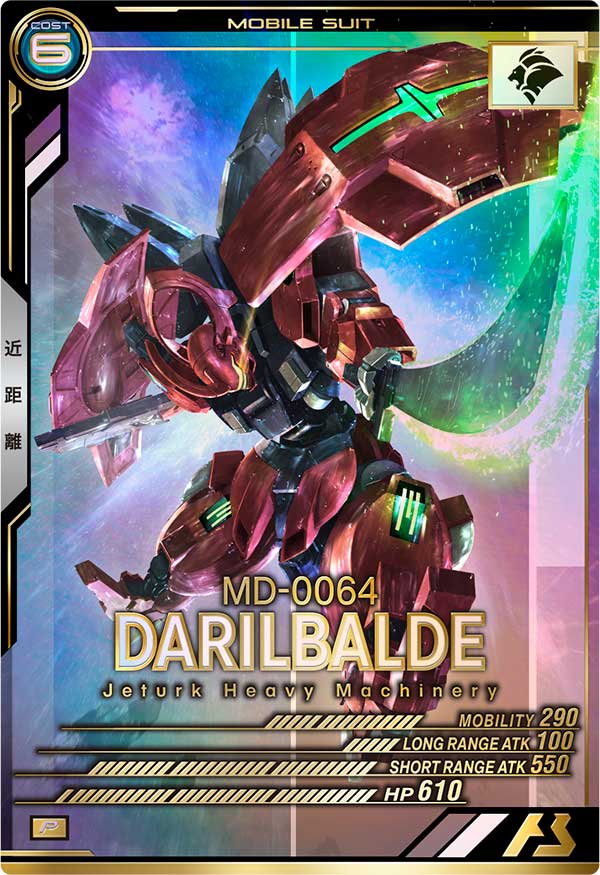 MOBILE SUIT
COST
6
近距離
MD-0064
DARILBALDE
Jeturk Heavy Machinery
MOBILITY 290
LONG RANGE ATK 100
SHORT RANGE ATK 550
HP 610
P